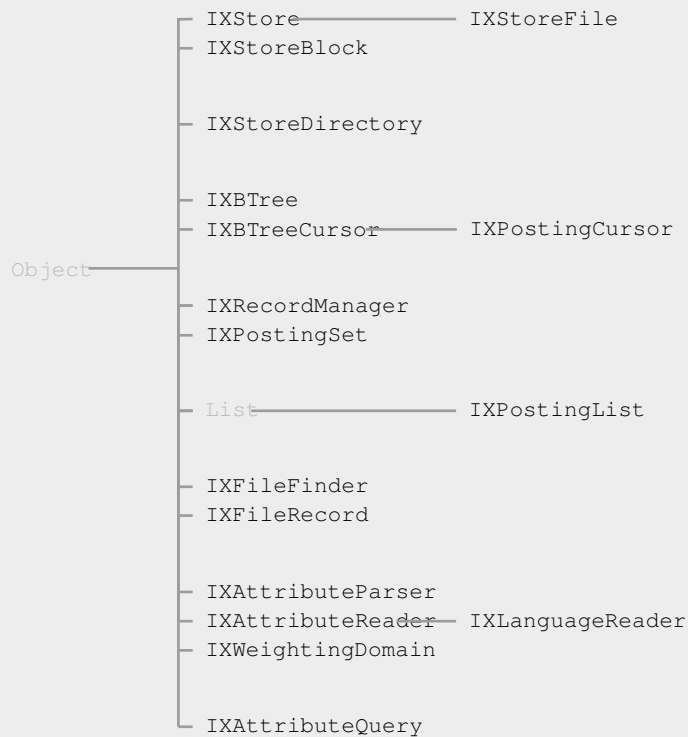 IXStore IXStoreFile
IXStoreBlock
IXStoreDirectory
IXBTree
IXBTreeCursor IXPostingCursor
Object
IXRecordManager
IXPostingSet
List IXPostingList
IXFileFinder
IXFileRecord
IXAttributeParser
IXAttributeReader IXLanguageReader
IXWeightingDomain
IXAttributeQuery